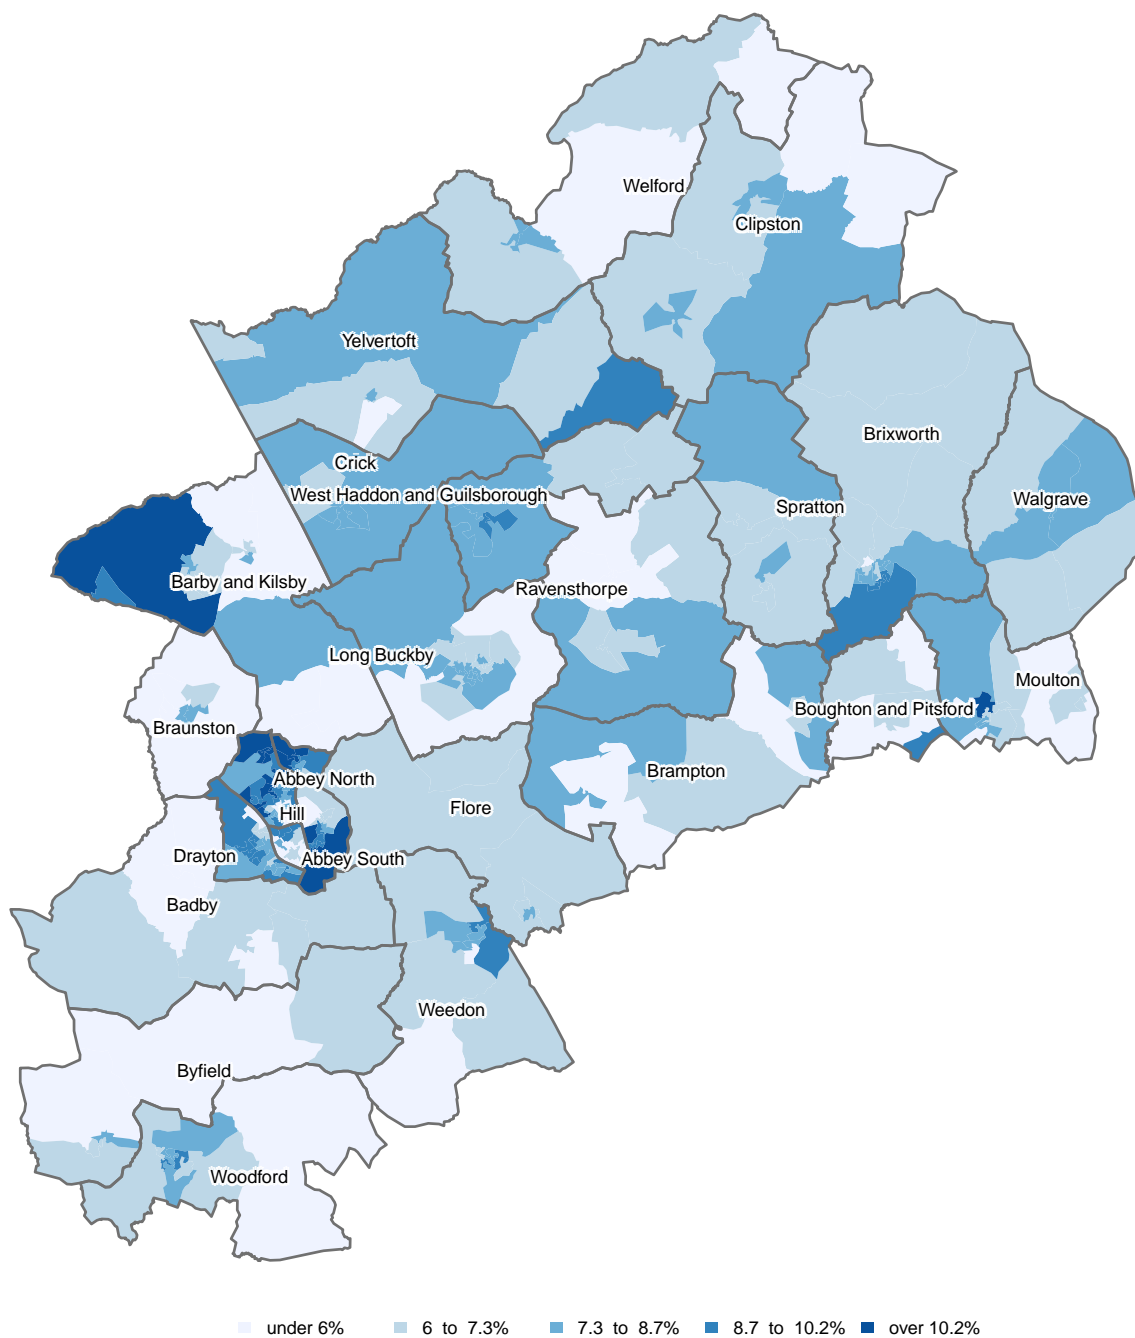 Welford
Clipston
Yelvertoft
Brixworth
Crick
West Haddon and Guilsborough
Walgrave
Spratton
Barby and Kilsby
Ravensthorpe
Long Buckby
Moulton
Boughton and Pitsford
Braunston
Brampton
Abbey North
Flore
Hill
Drayton
Abbey South
Badby
Weedon
Byfield
Woodford
under 6% 6 to 7.3% 7.3 to 8.7% 8.7 to 10.2% over 10.2%